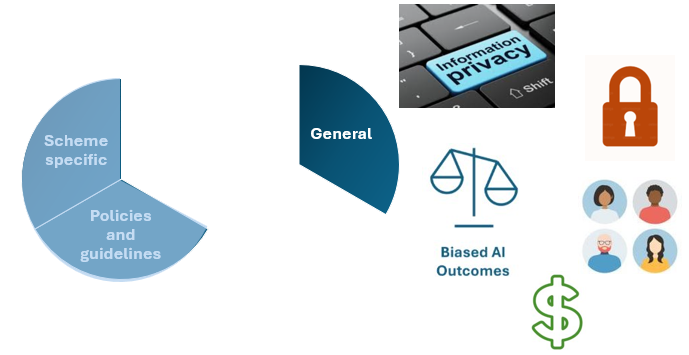 Scheme
specific
Policies
and
guidelines
General
Information
privacy
Shift
Biased AI
Outcomes